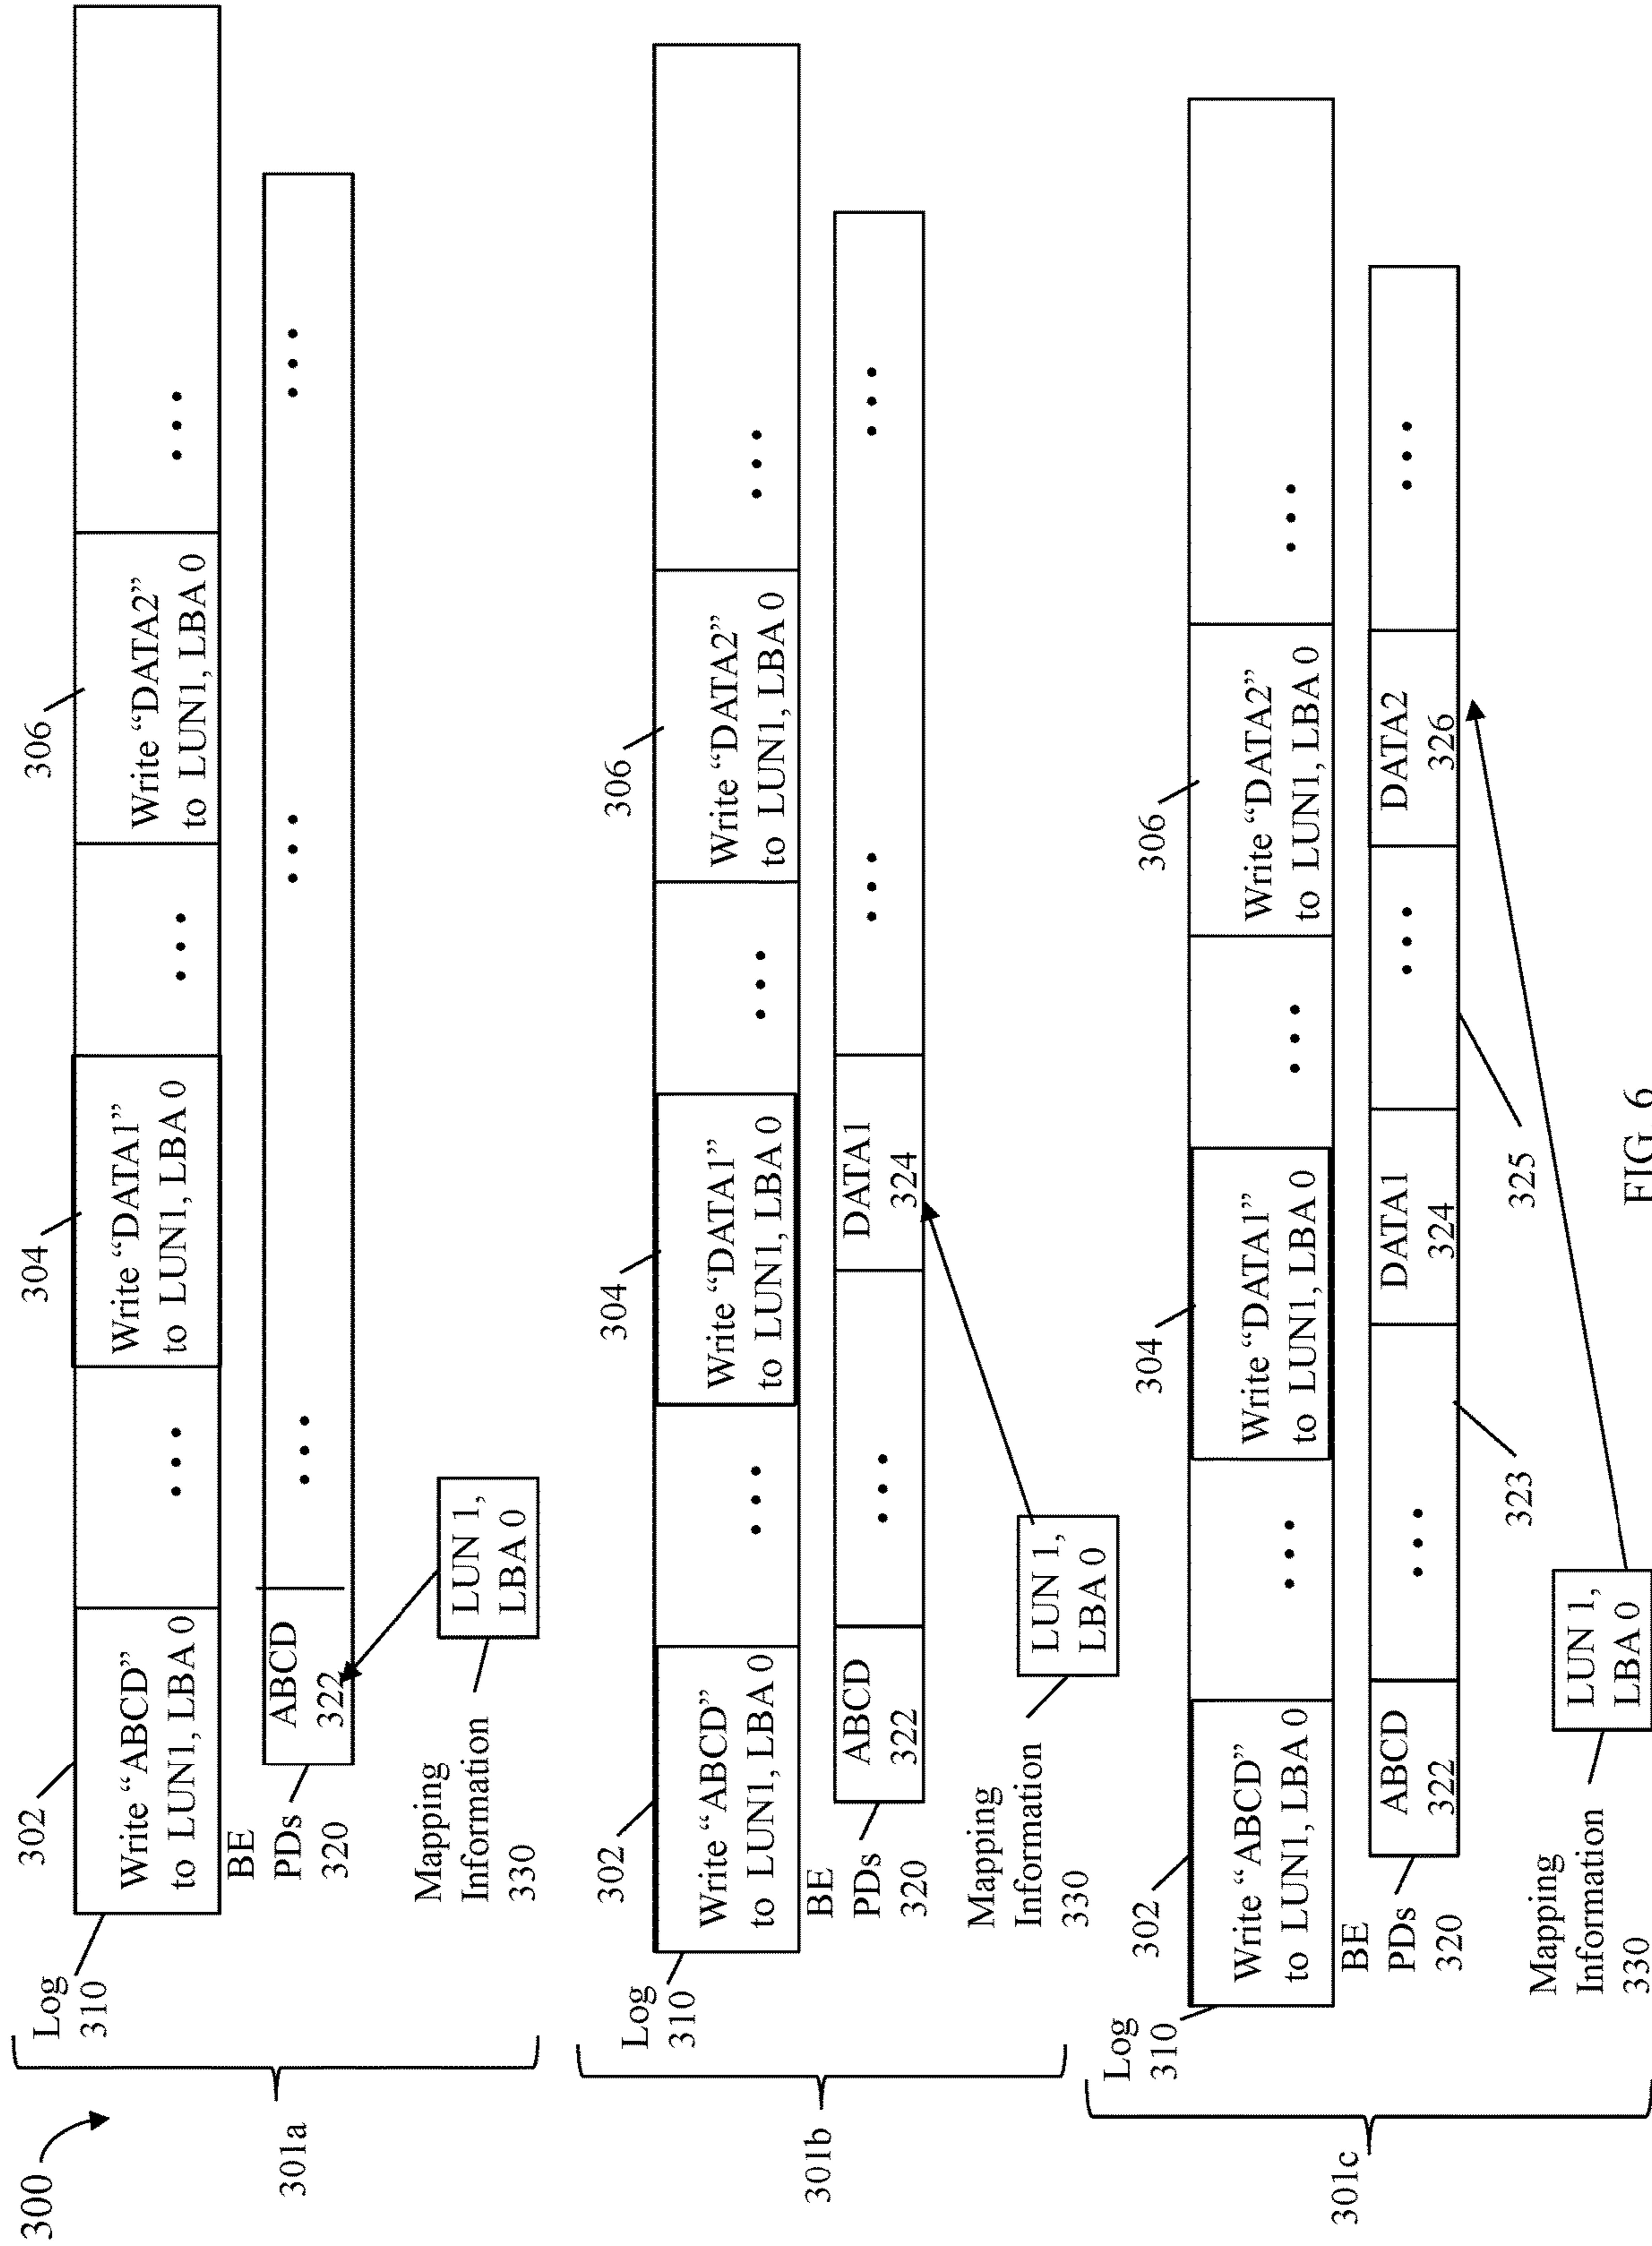 300
301a
Log
310
302
304
306
Write “ABCD”
to LUN1, LBA 0
• • •
Write “DATA1”
to LUN1, LBA 0
• • •
Write “DATA2”
to LUN1, LBA 0
• • •
BE
PDs
320
ABCD
322
• • •
• • •
• • •
Mapping
Information
330
LUN 1,
LBA 0
301b
Log
310
302
304
306
Write “ABCD”
to LUN1, LBA 0
• • •
Write “DATA1”
to LUN1, LBA 0
• • •
Write “DATA2”
to LUN1, LBA 0
• • •
BE
PDs
320
ABCD
322
• • •
DATA1
324
• • •
• • •
Mapping
Information
330
LUN 1,
LBA 0
301c
Log
310
302
304
306
Write “ABCD”
to LUN1, LBA 0
• • •
Write “DATA1”
to LUN1, LBA 0
• • •
Write “DATA2”
to LUN1, LBA 0
• • •
BE
PDs
320
ABCD
322
• • •
DATA1
324
• • •
DATA2
326
• • •
323
325
Mapping
Information
330
LUN 1,
LBA 0
FIG 6